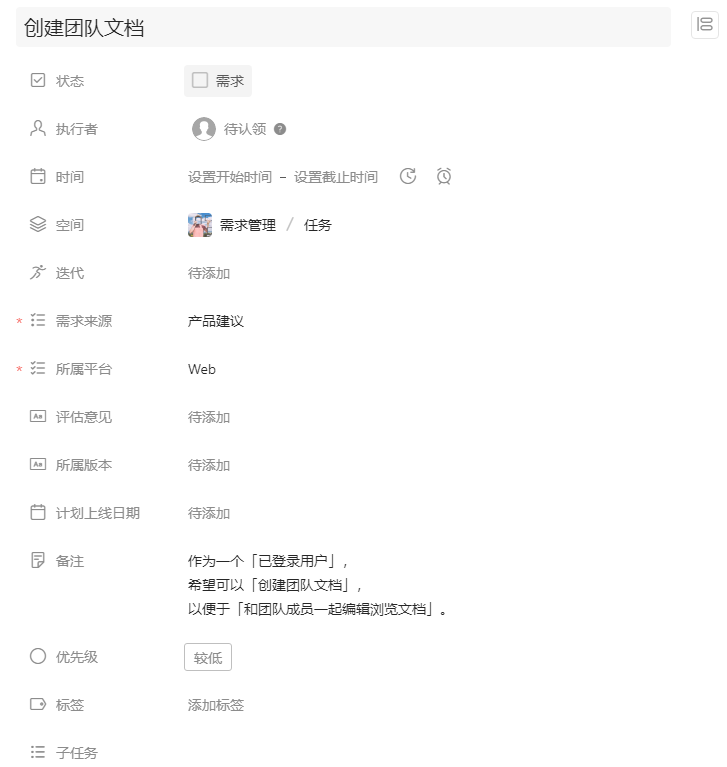 创建团队文档
状态 需求
执行者 待认领 ?
时间 设置开始时间 – 设置截止时间
空间 需求管理 / 任务
迭代 待添加
* 需求来源 产品建议
* 所属平台 Web
Aa 评估意见 待添加
Aa 所属版本 待添加
计划上线日期 待添加
备注 作为一个「已登录用户」,
希望可以「创建团队文档」,
以便于「和团队成员一起编辑浏览文档」。
优先级 较低
标签 添加标签
子任务